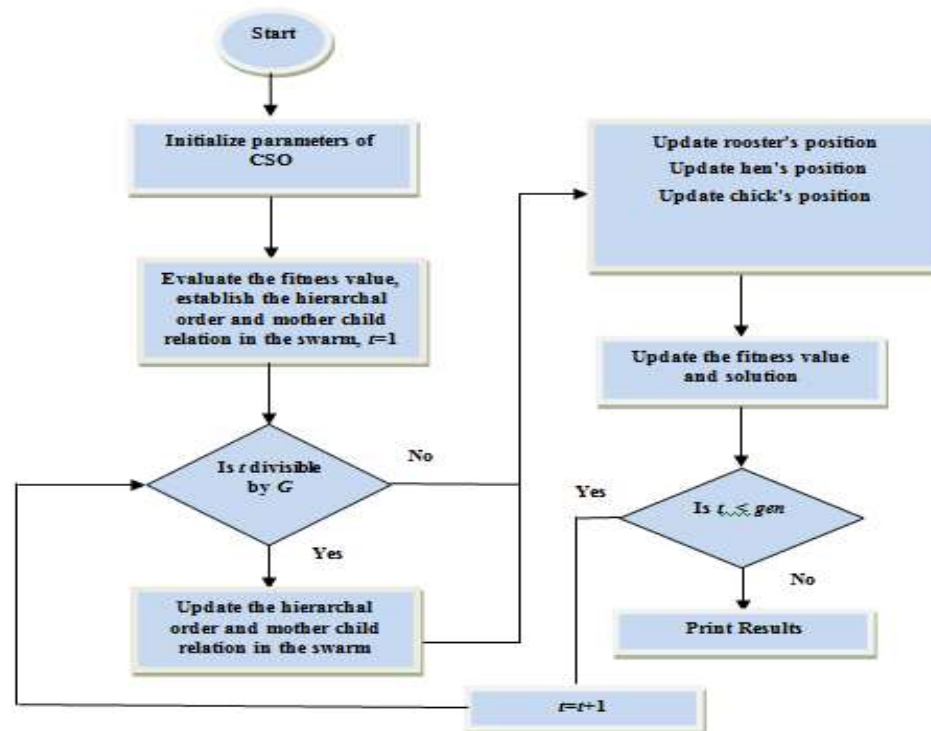 Start
Initialize parameters of
CSO
Evaluate the fitness value,
establish the hierarchal
order and mother child
relation in the swarm, t=1
Is t divisible
by G
No
Yes
Update the hierarchal
order and mother child
relation in the swarm
Update rooster's position
Update hen's position
Update chick's position
Update the fitness value
and solution
Is t, ≤ gen
Yes
No
Print Results
t=t+1